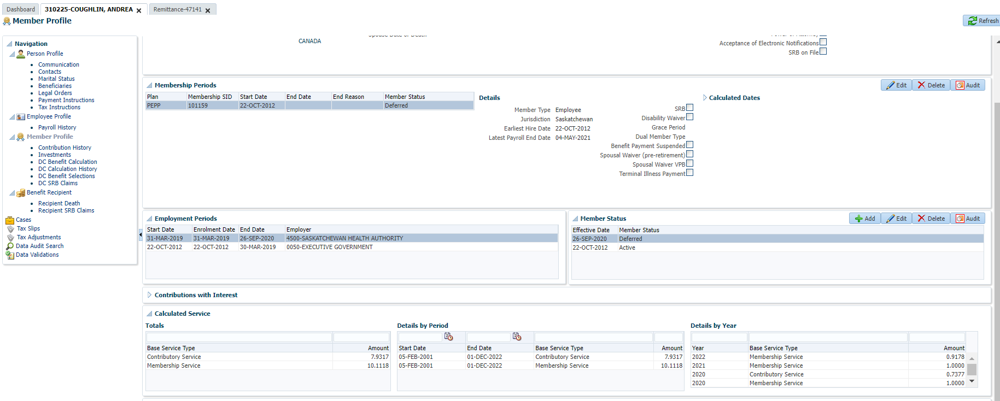 Dashboard
310225-COUGHLIN, ANDREA
Remittance-47141
Member Profile
Refresh
Navigation
Person Profile
Communication
Contacts
Marital Status
Beneficiaries
Legal Orders
Payment Instructions
Tax Instructions
Employee Profile
Payroll History
Member Profile
Contribution History
Investments
DC Benefit Calculation
DC Calculation History
DC Benefit Selections
DC SRB Claims
Benefit Recipient
Recipient Death
Recipient SRB Claims
Cases
Tax Slips
Tax Adjustments
Data Audit Search
Data Validations
Spouse Date of Death
CANADA
Power of Attorney
Acceptance of Electronic Notifications
SRB on File
Membership Periods
Edit Delete Audit
Plan Membership SID Start Date End Date End Reason Member Status
PEPP 101159 22-OCT-2012 Deferred
Details
Member Type Employee
Jurisdiction Saskatchewan
Earliest Hire Date 22-OCT-2012
Latest Payroll End Date 04-MAY-2021
SRB
Disability Waiver
Grace Period
Dual Member Type
Benefit Payment Suspended
Spousal Waiver (pre-retirement)
Spousal Waiver VPB
Terminal Illness Payment
Calculated Dates
Employment Periods
Start Date Enrolment Date End Date Employer
31-MAR-2019 31-MAR-2019 26-SEP-2020 4500-SASKATCHEWAN HEALTH AUTHORITY
22-OCT-2012 22-OCT-2012 30-MAR-2019 0050-EXECUTIVE GOVERNMENT
Member Status
Add Edit Delete Audit
Effective Date Member Status
26-SEP-2020 Deferred
22-OCT-2012 Active
Contributions with Interest
Calculated Service
Totals
Base Service Type Amount
Contributory Service 7.9317
Membership Service 10.1118
Details by Period
Start Date End Date Base Service Type Amount
05-FEB-2001 01-DEC-2022 Contributory Service 7.9317
05-FEB-2001 01-DEC-2022 Membership Service 10.1118
Details by Year
Year Base Service Type Amount
2022 Membership Service 0.9178
2021 Membership Service 1.0000
2020 Contributory Service 0.7377
2020 Membership Service 1.0000